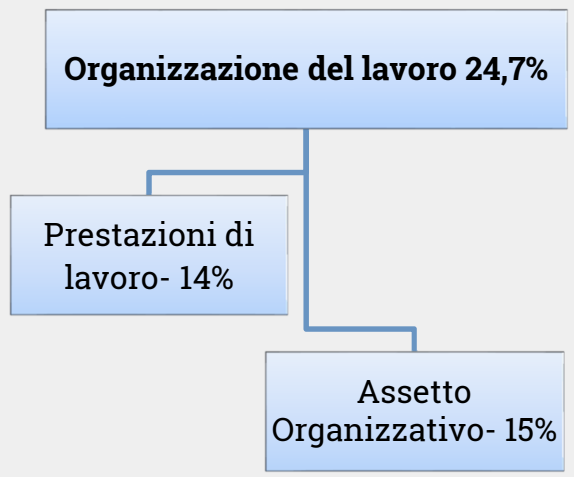 Organizzazione del lavoro 24,7%
Prestazioni di
lavoro- 14%
Assetto
Organizzativo- 15%